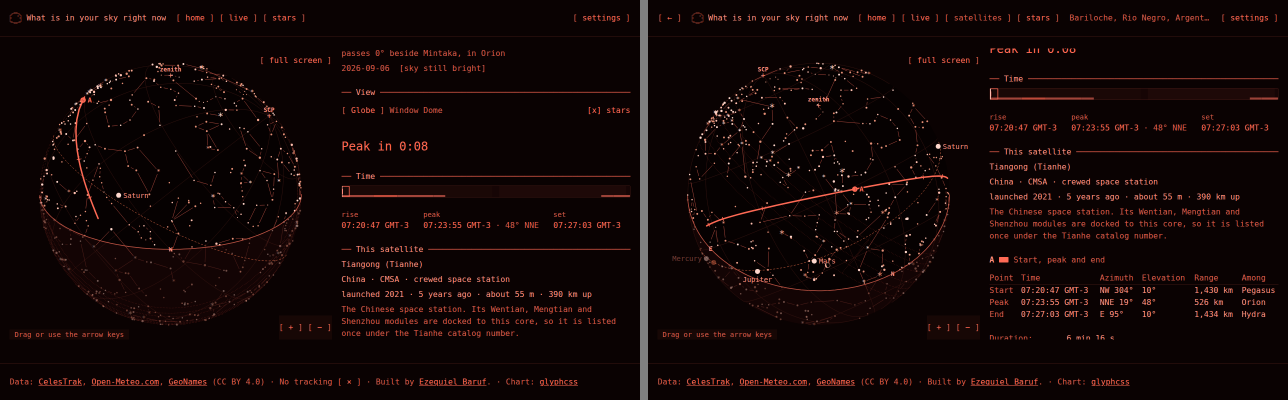 What is in your sky right now [ home ] [ live ] [ stars ] [ settings ]
[ full screen ]
zenith
A
SCP
Saturn
E
Drag or use the arrow keys
[ + ] [ − ]
passes 0° beside Mintaka, in Orion
2026-09-06 [sky still bright]
View
[ Globe ] Window Dome [x] stars
Peak in 0:08
Time
rise peak set
07:20:47 GMT-3 07:23:55 GMT-3 · 48° NNE 07:27:03 GMT-3
This satellite
Tiangong (Tianhe)
China · CMSA · crewed space station
launched 2021 · 5 years ago · about 55 m · 390 km up
The Chinese space station. Its Wentian, Mengtian and
Shenzhou modules are docked to this core, so it is listed
once under the Tianhe catalog number.
Data: CelesTrak, Open-Meteo.com, GeoNames (CC BY 4.0) · No tracking [ × ] · Built by Ezequiel Baruf. · Chart: glyphcss
[ ← ] What is in your sky right now [ home ] [ live ] [ satellites ] [ stars ] Bariloche, Rio Negro, Argent… [ settings ]
[ full screen ]
SCP
zenith
Saturn
A
E
Mercury
Mars
Jupiter
N
Drag or use the arrow keys
[ + ] [ − ]
Peak in 0:08
Time
rise peak set
07:20:47 GMT-3 07:23:55 GMT-3 · 48° NNE 07:27:03 GMT-3
This satellite
Tiangong (Tianhe)
China · CMSA · crewed space station
launched 2021 · 5 years ago · about 55 m · 390 km up
The Chinese space station. Its Wentian, Mengtian and
Shenzhou modules are docked to this core, so it is listed
once under the Tianhe catalog number.
A Start, peak and end
Point Time Azimuth Elevation Range Among
Start 07:20:47 GMT-3 NW 304° 10° 1,430 km Pegasus
Peak 07:23:55 GMT-3 NNE 19° 48° 526 km Orion
End 07:27:03 GMT-3 E 95° 10° 1,434 km Hydra
Duration: 6 min 16 s
Data: CelesTrak, Open-Meteo.com, GeoNames (CC BY 4.0) · No tracking [ × ] · Built by Ezequiel Baruf. · Chart: glyphcss